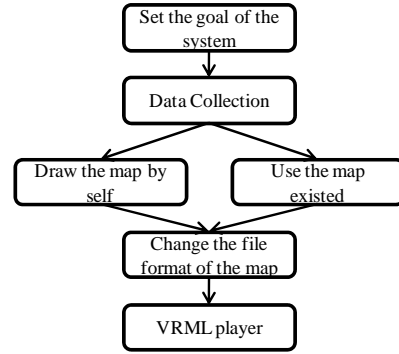 Set the goal of the
system
Data Collection
Draw the map by
self
Use the map
existed
Change the file
format of the map
VRML player